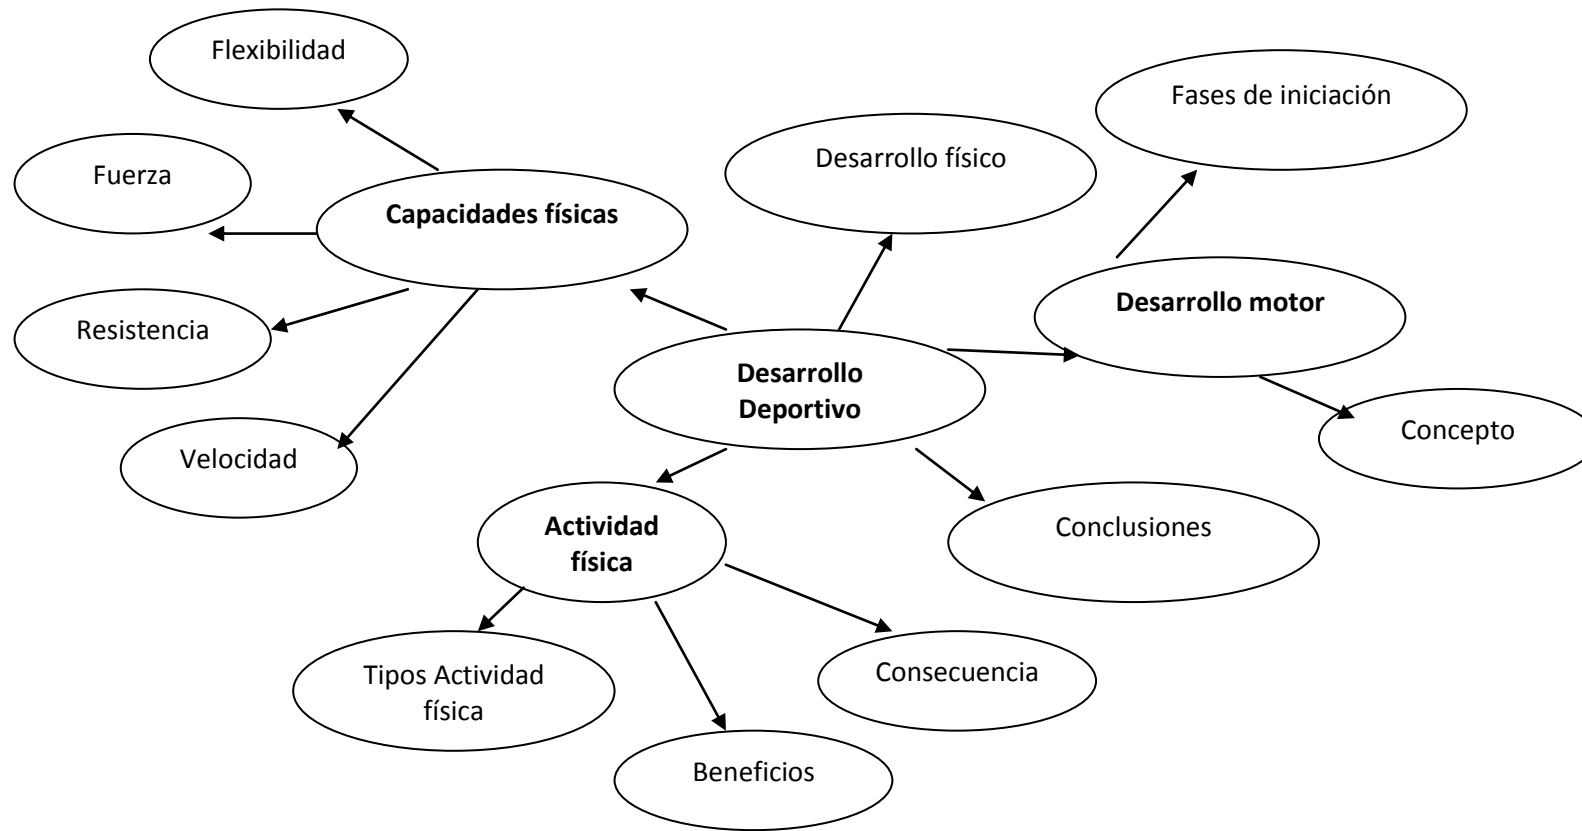 Flexibilidad
Fases de iniciación
Desarrollo físico
Fuerza
Capacidades físicas
Desarrollo motor
Resistencia
Desarrollo
Deportivo
Concepto
Velocidad
Actividad
física
Conclusiones
Tipos Actividad
física
Consecuencia
Beneficios